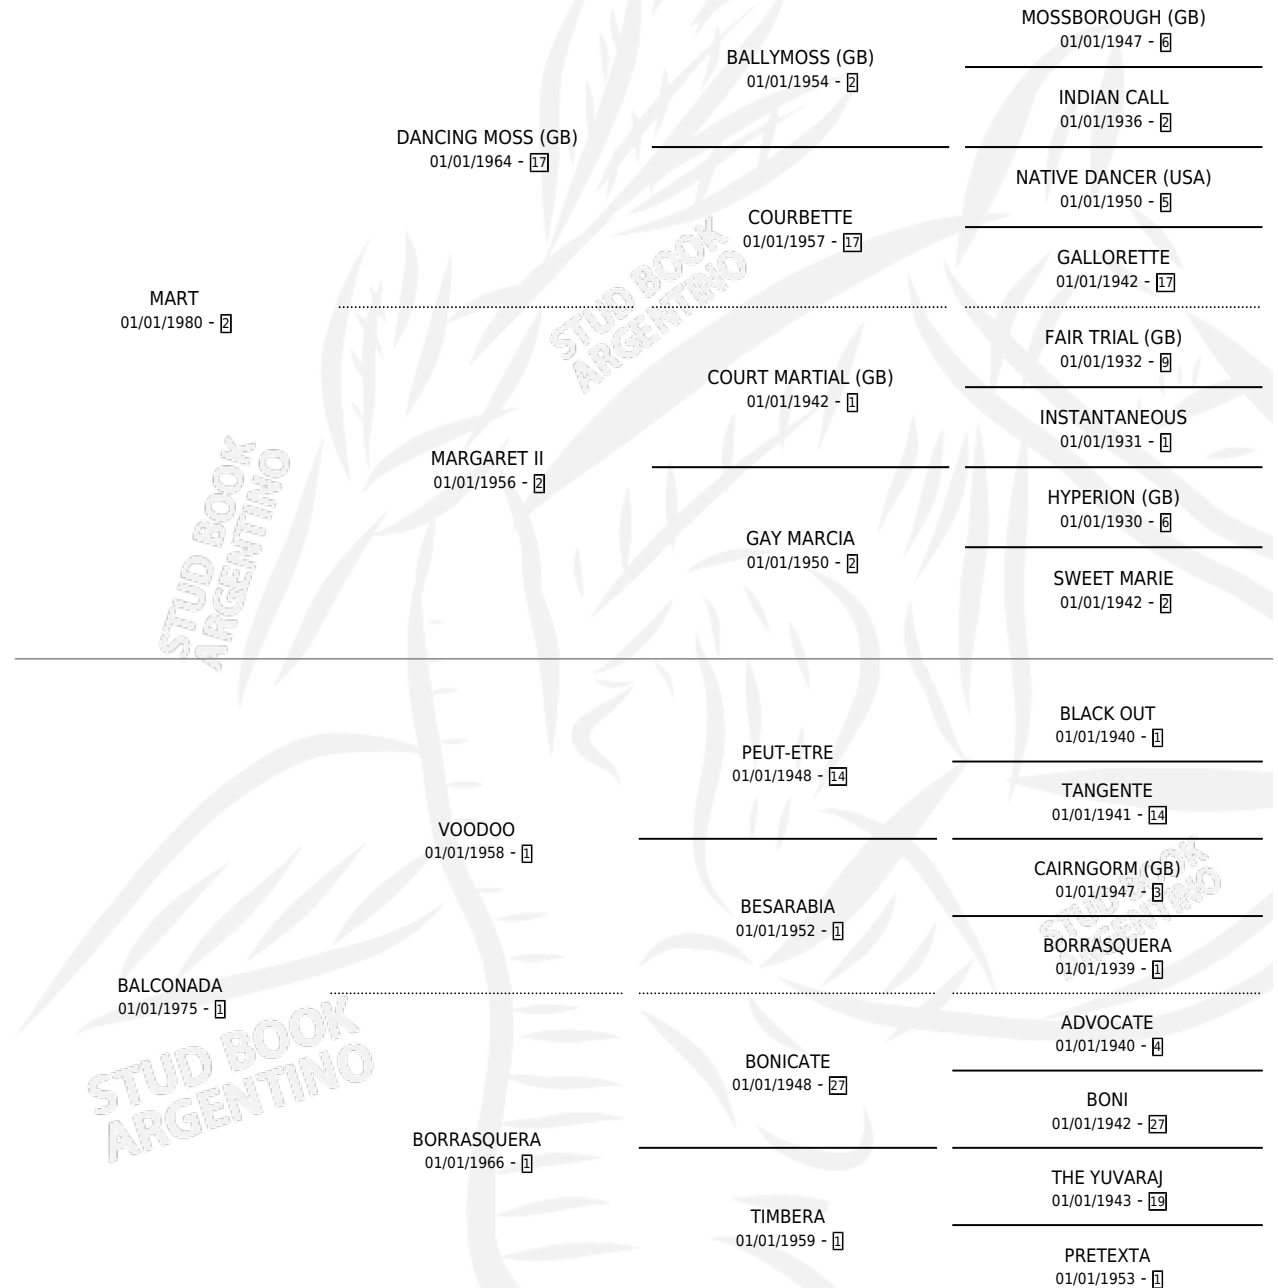 MOSSBOROUGH (GB)
01/01/1947 - 6
BALLYMOSS (GB)
01/01/1954 - 2
INDIAN CALL
01/01/1936 - 2
DANCING MOSS (GB)
01/01/1964 - 17
NATIVE DANCER (USA)
01/01/1950 - 5
COURBETTE
01/01/1957 - 17
GALLORETTE
01/01/1942 - 17
MART
01/01/1980 - 2
FAIR TRIAL (GB)
01/01/1932 - 9
COURT MARTIAL (GB)
01/01/1942 - 1
INSTANTANEOUS
01/01/1931 - 1
MARGARET II
01/01/1956 - 2
HYPERION (GB)
01/01/1930 - 6
GAY MARCIA
01/01/1950 - 2
SWEET MARIE
01/01/1942 - 2
STUD BOOK
ARGENTINO
STUD BOOK
ARGENTINO
BLACK OUT
01/01/1940 - 1
PEUT-ETRE
01/01/1948 - 14
TANGENTE
01/01/1941 - 14
VOODOO
01/01/1958 - 1
CAIRNGORM (GB)
01/01/1947 - 3
BESARABIA
01/01/1952 - 1
BORRASQUERA
01/01/1939 - 1
STUD BOOK
ARGENTINO
BALCONADA
01/01/1975 - 1
ADVOCATE
01/01/1940 - 4
BONICATE
01/01/1948 - 27
BONI
01/01/1942 - 27
STUD BOOK
ARGENTINO
BORRASQUERA
01/01/1966 - 1
THE YUVARAJ
01/01/1943 - 19
TIMBERA
01/01/1959 - 1
PRETEXTA
01/01/1953 - 1